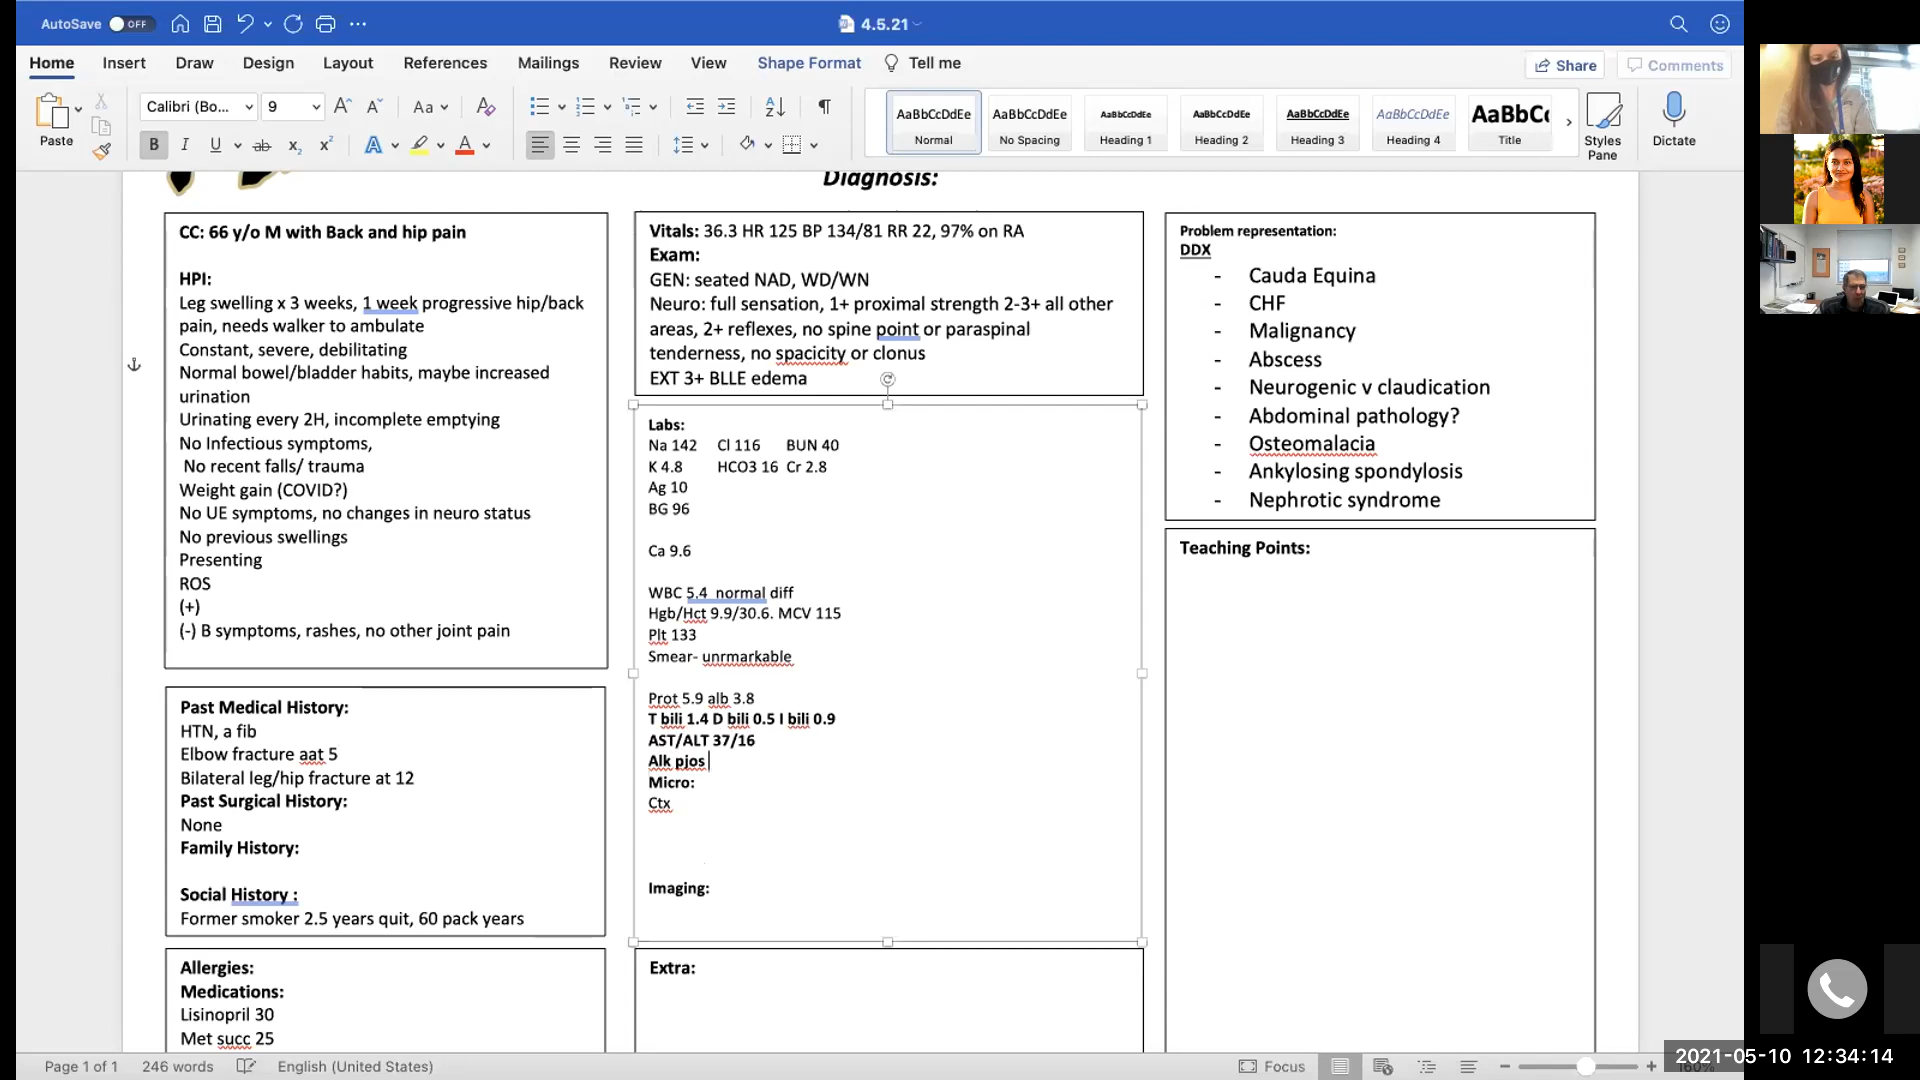 AutoSave OFF
4.5.21
Home Insert Draw Design Layout References Mailings Review View Shape Format Tell me
Share Comments
Paste
Calibri (Bo... 9
AaBbCcDdEe AaBbCcDdEe AaBbCcDdEe AaBbCcDdEe AaBbCcDdEe AaBbCcDdEe AaBbC
Normal No Spacing Heading 1 Heading 2 Heading 3 Heading 4 Title
Styles Pane
Dictate
Diagnosis:
CC: 66 y/o M with Back and hip pain
HPI:
Leg swelling x 3 weeks, 1 week progressive hip/back
pain, needs walker to ambulate
Constant, severe, debilitating
Normal bowel/bladder habits, maybe increased
urination
Urinating every 2H, incomplete emptying
No Infectious symptoms,
No recent falls/ trauma
Weight gain (COVID?)
No UE symptoms, no changes in neuro status
No previous swellings
Presenting
ROS
(+)
(-) B symptoms, rashes, no other joint pain
Past Medical History:
HTN, a fib
Elbow fracture aat 5
Bilateral leg/hip fracture at 12
Past Surgical History:
None
Family History:
Social History :
Former smoker 2.5 years quit, 60 pack years
Allergies:
Medications:
Lisinopril 30
Met succ 25
Vitals: 36.3 HR 125 BP 134/81 RR 22, 97% on RA
Exam:
GEN: seated NAD, WD/WN
Neuro: full sensation, 1+ proximal strength 2-3+ all other
areas, 2+ reflexes, no spine point or paraspinal
tenderness, no spacicity or clonus
EXT 3+ BLLE edema
Labs:
Na 142 Cl 116 BUN 40
K 4.8 HCO3 16 Cr 2.8
Ag 10
BG 96
Ca 9.6
WBC 5.4 normal diff
Hgb/Hct 9.9/30.6. MCV 115
Plt 133
Smear- unrmarkable
Prot 5.9 alb 3.8
T bili 1.4 D bili 0.5 I bili 0.9
AST/ALT 37/16
Alk pjos
Micro:
Ctx
Imaging:
Extra:
Problem representation:
DDX
- Cauda Equina
- CHF
- Malignancy
- Abscess
- Neurogenic v claudication
- Abdominal pathology?
- Osteomalacia
- Ankylosing spondylosis
- Nephrotic syndrome
Teaching Points:
Page 1 of 1 246 words English (United States)
Focus
160%
2021-05-10 12:34:14